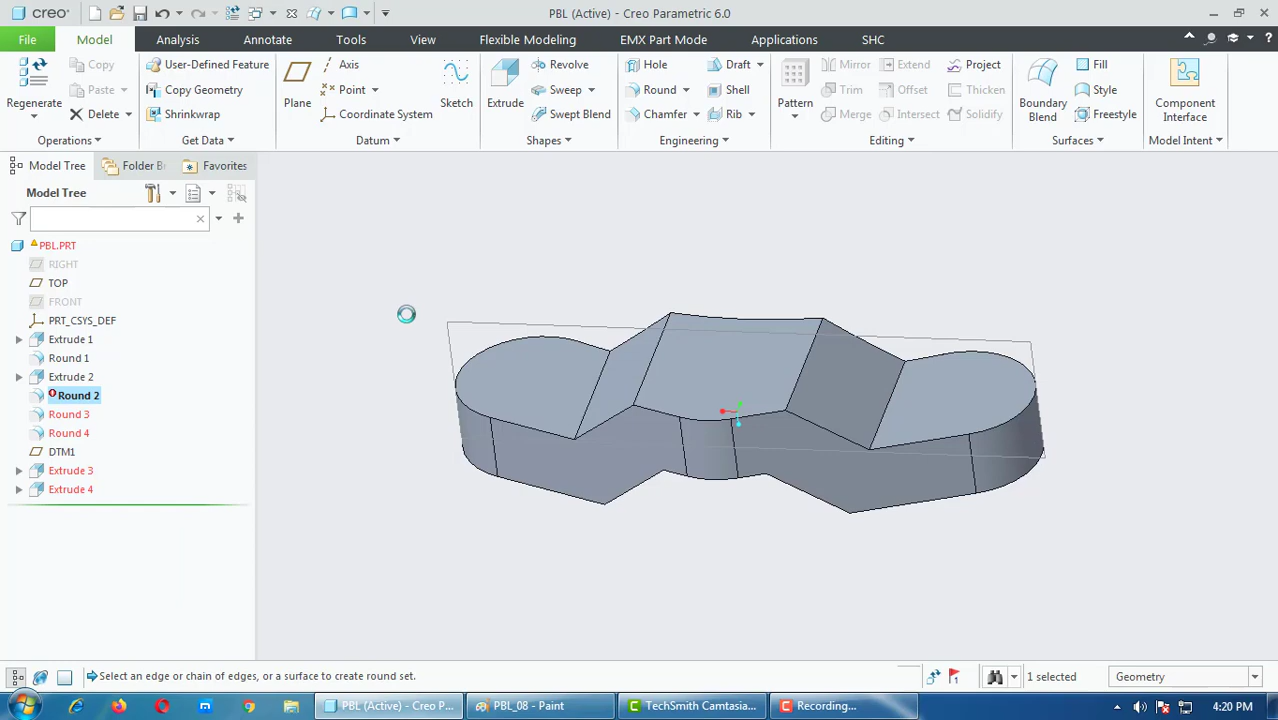 creo PBL (Active) - Creo Parametric 6.0
File Model Analysis Annotate Tools View Flexible Modeling EMX Part Mode Applications SHC
Copy User-Defined Feature Axis Revolve Hole Draft Mirror Extend Project Fill
Regenerate Paste Copy Geometry Plane Point Sketch Extrude Sweep Round Shell Pattern Trim Offset Thicken Boundary Blend Style Component Interface
Delete Shrinkwrap Coordinate System Swept Blend Chamfer Rib Merge Intersect Solidify Freestyle
Operations Get Data Datum Shapes Engineering Editing Surfaces Model Intent
Model Tree Folder B Favorites
Model Tree
PBL.PRT
RIGHT
TOP
FRONT
PRT_CSYS_DEF
Extrude 1
Round 1
Extrude 2
Round 2
Round 3
Round 4
DTM1
Extrude 3
Extrude 4
Select an edge or chain of edges, or a surface to create round set. 1 1 selected Geometry
PBL (Active) - Creo P... PBL_08 - Paint TechSmith Camtasia... Recording... 4:20 PM